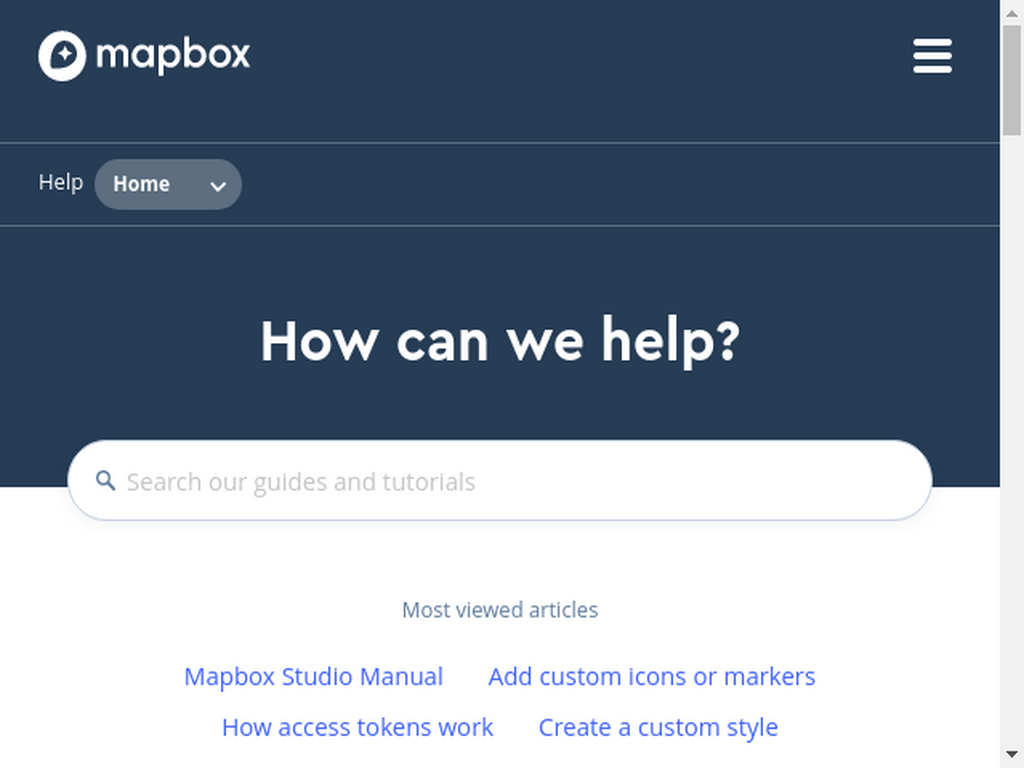 mapbox
Help Home
How can we help?
Search our guides and tutorials
Most viewed articles
Mapbox Studio Manual Add custom icons or markers
How access tokens work Create a custom style